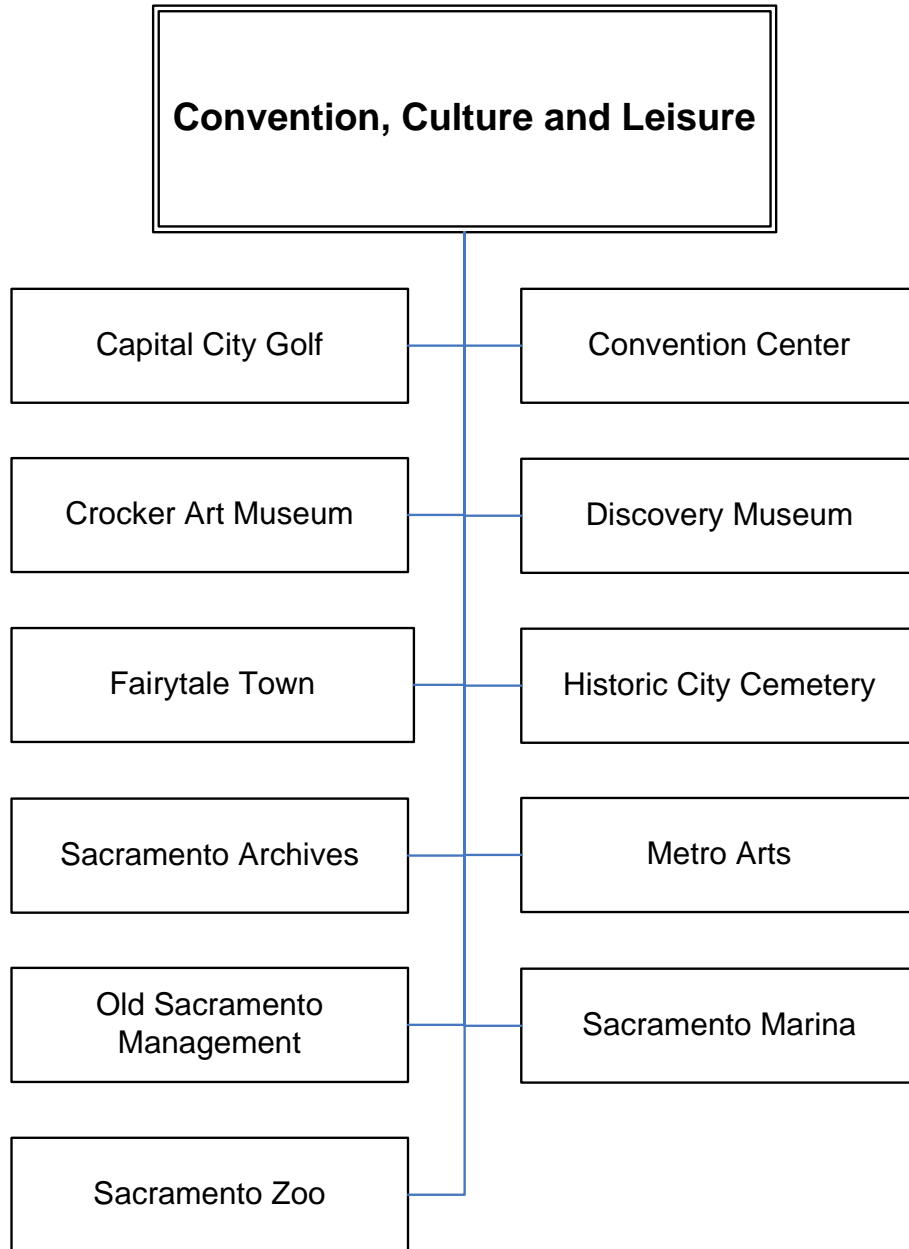 Convention, Culture and Leisure
Capital City Golf
Convention Center
Crocker Art Museum
Discovery Museum
Fairytale Town
Historic City Cemetery
Sacramento Archives
Metro Arts
Old Sacramento
Management
Sacramento Marina
Sacramento Zoo